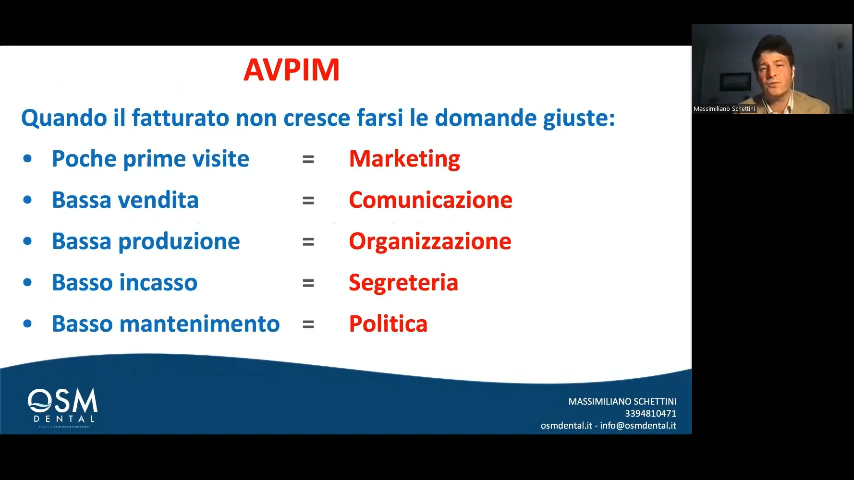 AVPIM
Quando il fatturato non cresce farsi le domande giuste:
• Poche prime visite = Marketing
• Bassa vendita = Comunicazione
• Bassa produzione = Organizzazione
• Basso incasso = Segreteria
• Basso mantenimento = Politica
OSM
DENTAL
MASSIMILIANO SCHETTINI
3394810471
osmdental.it - info@osmdental.it
Massimiliano Schettini